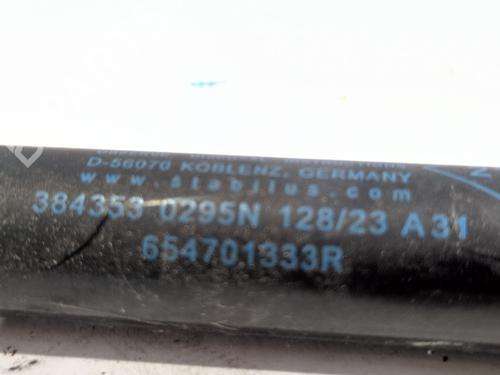 D-56070 KOBLENZ, GERMANY
www.stabilus.com
384353 0295N 128/23 A31
654701333R